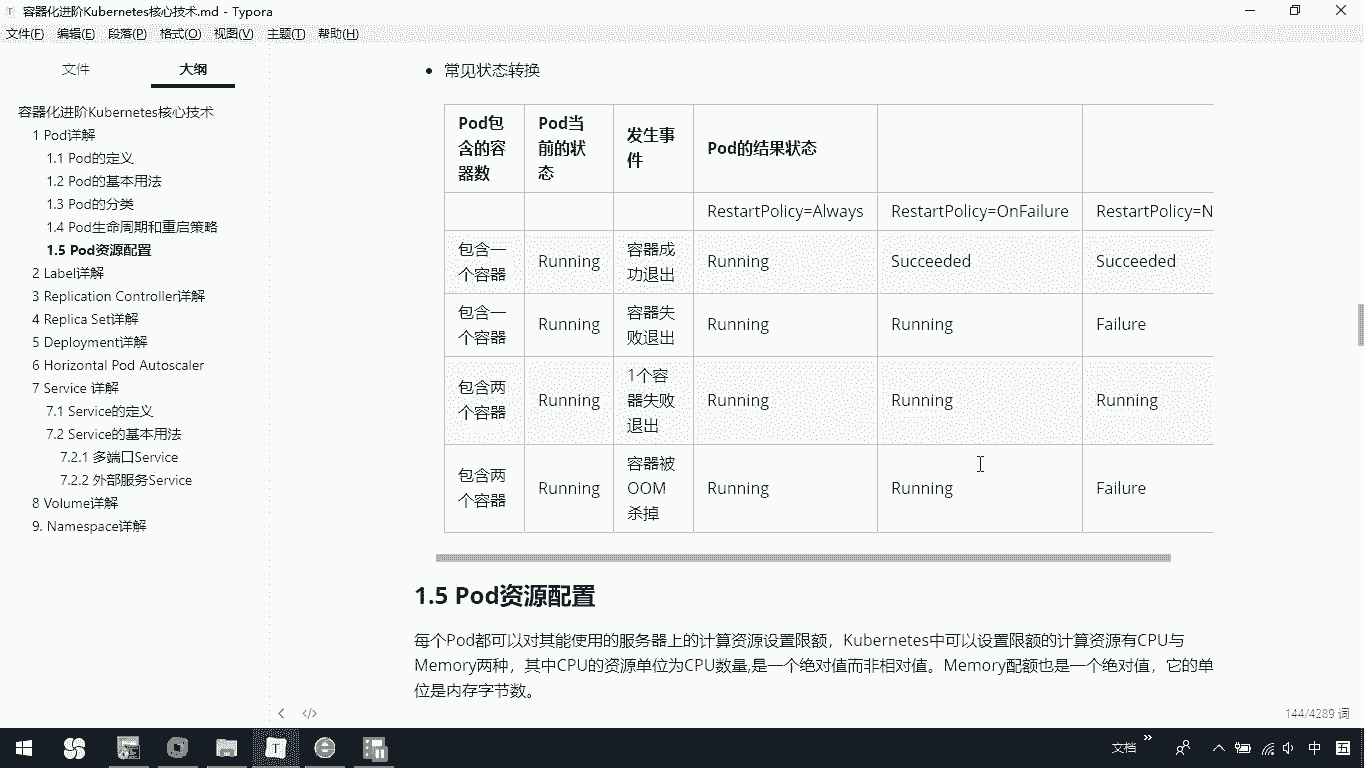 容器化进阶Kubernetes核心技术.md - Typora
文件(F) 编辑(E) 段落(P) 格式(O) 视图(V) 主题(T) 帮助(H)
文件 大纲
容器化进阶Kubernetes核心技术
1 Pod详解
1.1 Pod的定义
1.2 Pod的基本用法
1.3 Pod的分类
1.4 Pod生命周期和重启策略
1.5 Pod资源配置
2 Label详解
3 Replication Controller详解
4 Replica Set详解
5 Deployment详解
6 Horizontal Pod Autoscaler
7 Service 详解
7.1 Service的定义
7.2 Service的基本用法
7.2.1 多端口Service
7.2.2 外部服务Service
8 Volume详解
9. Namespace详解
常见状态转换
Pod包
含的容
器数
Pod当
前的状
态
发生事
件
Pod的结果状态
RestartPolicy=Always RestartPolicy=OnFailure RestartPolicy=N
包含一
个容器
Running
容器成
功退出
Running Succeeded Succeeded
包含一
个容器
Running
容器失
败退出
Running Running Failure
包含两
个容器
Running
1个容
器失败
退出
Running Running Running
包含两
个容器
Running
容器被
OOM
杀掉
Running Running Failure
1.5 Pod资源配置
每个Pod都可以对其能使用的服务器上的计算资源设置限额，Kubernetes中可以设置限额的计算资源有CPU与
Memory两种，其中CPU的资源单位为CPU数量,是一个绝对值而非相对值。Memory配额也是一个绝对值，它的单
位是内存字节数。
144/4289 词
文档 中 五